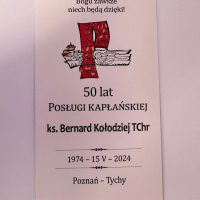 Bogu zawsze
niech będą dzięki!
50 lat
Posługi Kapłańskiej
ks. Bernard Kołodziej TChr
1974 – 15 V – 2024
Poznań – Tychy